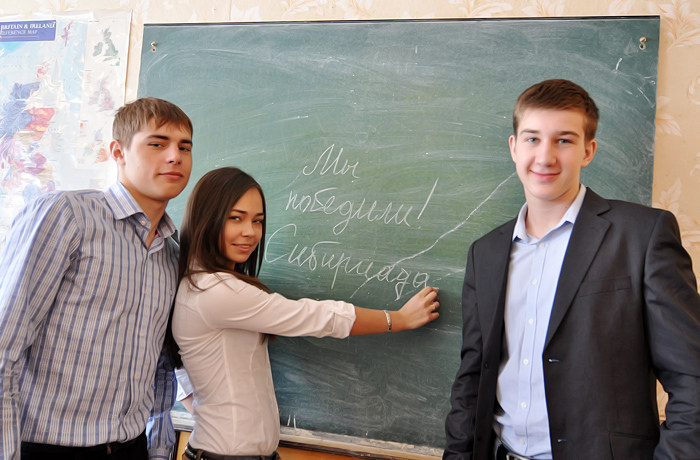 BRITAIN & IRELAND
REFERENCE MAP
Мы
победили!
Сибириада